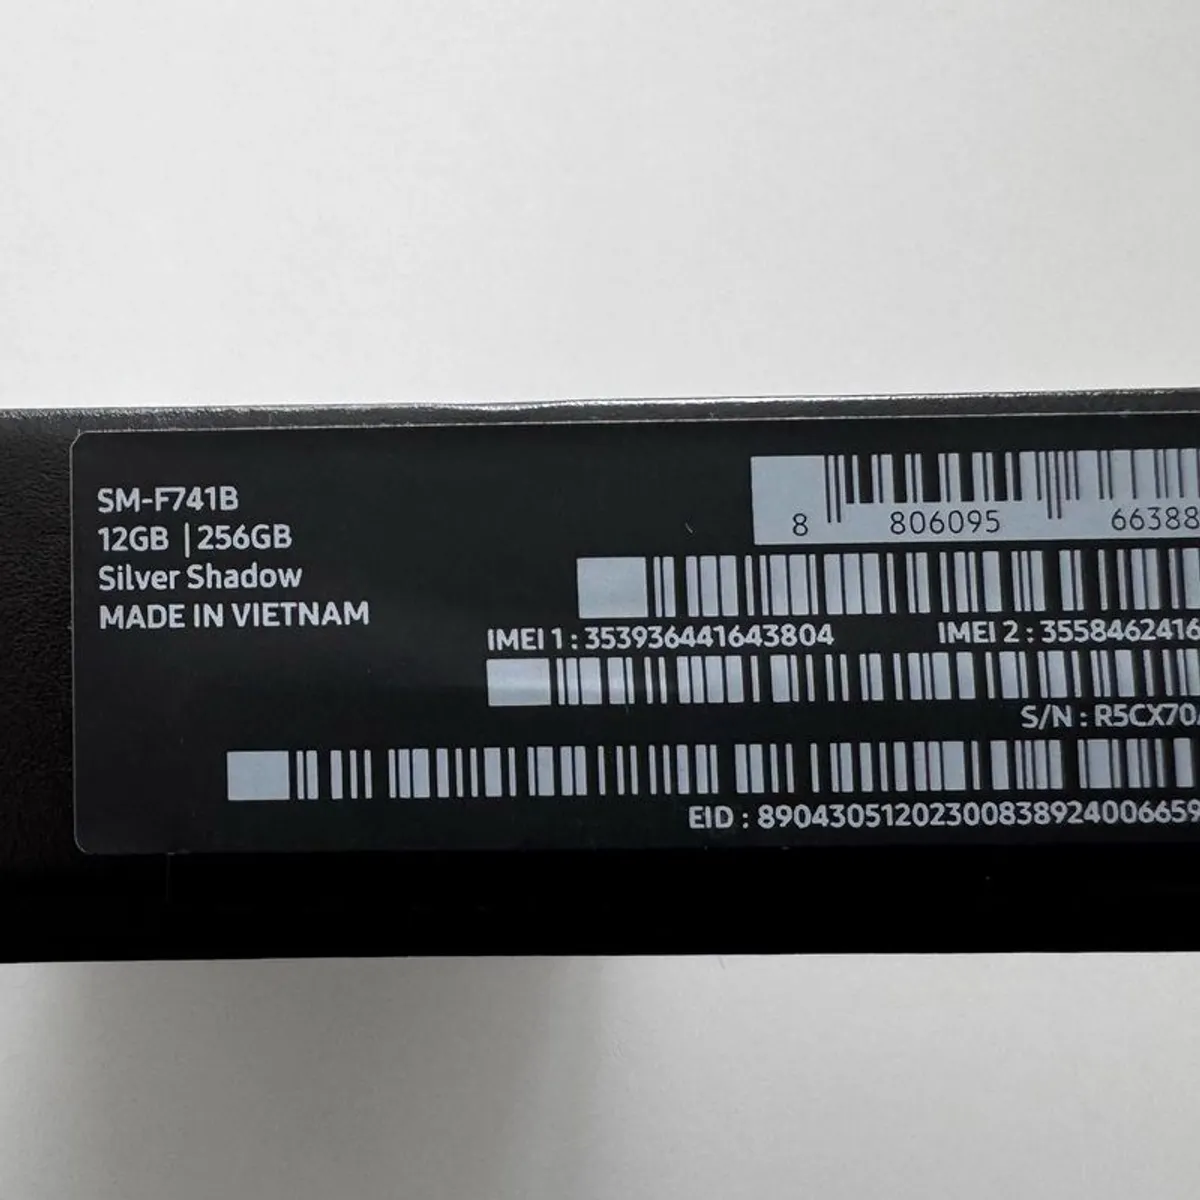 SM-F741B
12GB | 256GB
Silver Shadow
MADE IN VIETNAM
8 806095 66388
IMEI 1 : 353936441643804 IMEI 2 : 3558462416
S/N : R5CX70
EID : 89043051202300838924006659